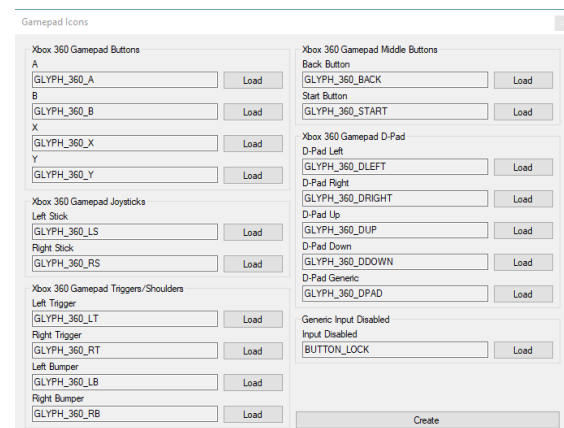 Gamepad Icons
Xbox 360 Gamepad Buttons
A
GLYPH_360_A Load
B
GLYPH_360_B Load
X
GLYPH_360_X Load
Y
GLYPH_360_Y Load
Xbox 360 Gamepad Joysticks
Left Stick
GLYPH_360_LS Load
Right Stick
GLYPH_360_RS Load
Xbox 360 Gamepad Triggers/Shoulders
Left Trigger
GLYPH_360_LT Load
Right Trigger
GLYPH_360_RT Load
Left Bumper
GLYPH_360_LB Load
Right Bumper
GLYPH_360_RB Load
Xbox 360 Gamepad Middle Buttons
Back Button
GLYPH_360_BACK Load
Start Button
GLYPH_360_START Load
Xbox 360 Gamepad D-Pad
D-Pad Left
GLYPH_360_DLEFT Load
D-Pad Right
GLYPH_360_DRIGHT Load
D-Pad Up
GLYPH_360_DUP Load
D-Pad Down
GLYPH_360_DDOWN Load
D-Pad Generic
GLYPH_360_DPAD Load
Generic Input Disabled
Input Disabled
BUTTON_LOCK Load
Create